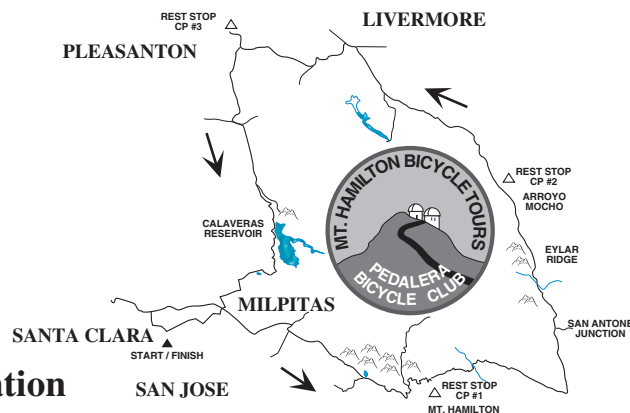 REST STOP
CP #3
LIVERMORE
PLEASANTON
REST STOP
CP #2
ARROYO
MOCHO
MT. HAMILTON BICYCLE TOURS
PEDALERA
BICYCLE CLUB
CALAVERAS
RESERVOIR
EYLAR
RIDGE
MILPITAS
SAN ANTONE
JUNCTION
SANTA CLARA
START / FINISH
ation
SAN JOSE
REST STOP
CP #1
MT. HAMILTON